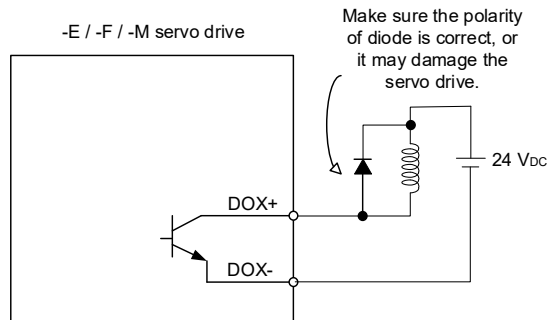 -E / -F / -M servo drive
Make sure the polarity
of diode is correct, or
it may damage the
servo drive.
24 VDC
DOX+
DOX-